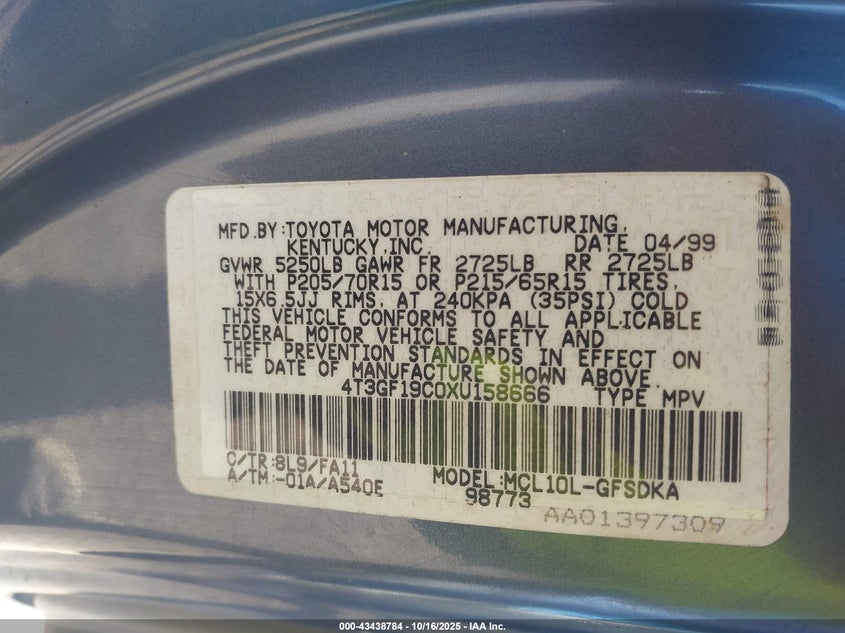 MFD.BY:TOYOTA MOTOR MANUFACTURING,
KENTUCKY,INC. DATE 04/99
GVWR 5250LB GAWR FR 2725LB RR 2725LB
WITH P205/70R15 OR P215/65R15 TIRES,
15X6.5JJ RIMS, AT 240KPA (35PSI) COLD
THIS VEHICLE CONFORMS TO ALL APPLICABLE
FEDERAL MOTOR VEHICLE SAFETY AND
THEFT PREVENTION STANDARDS IN EFFECT ON
THE DATE OF MANUFACTURE SHOWN ABOVE.
4T3GF19C0XU158666 TYPE MPV
C/TR:8L9/FA11
A/TM:-01A/A540E
MODEL:MCL10L-GFSDKA
98773
AA01397309
000-43438784 - 10/16/2025 - IAA Inc.